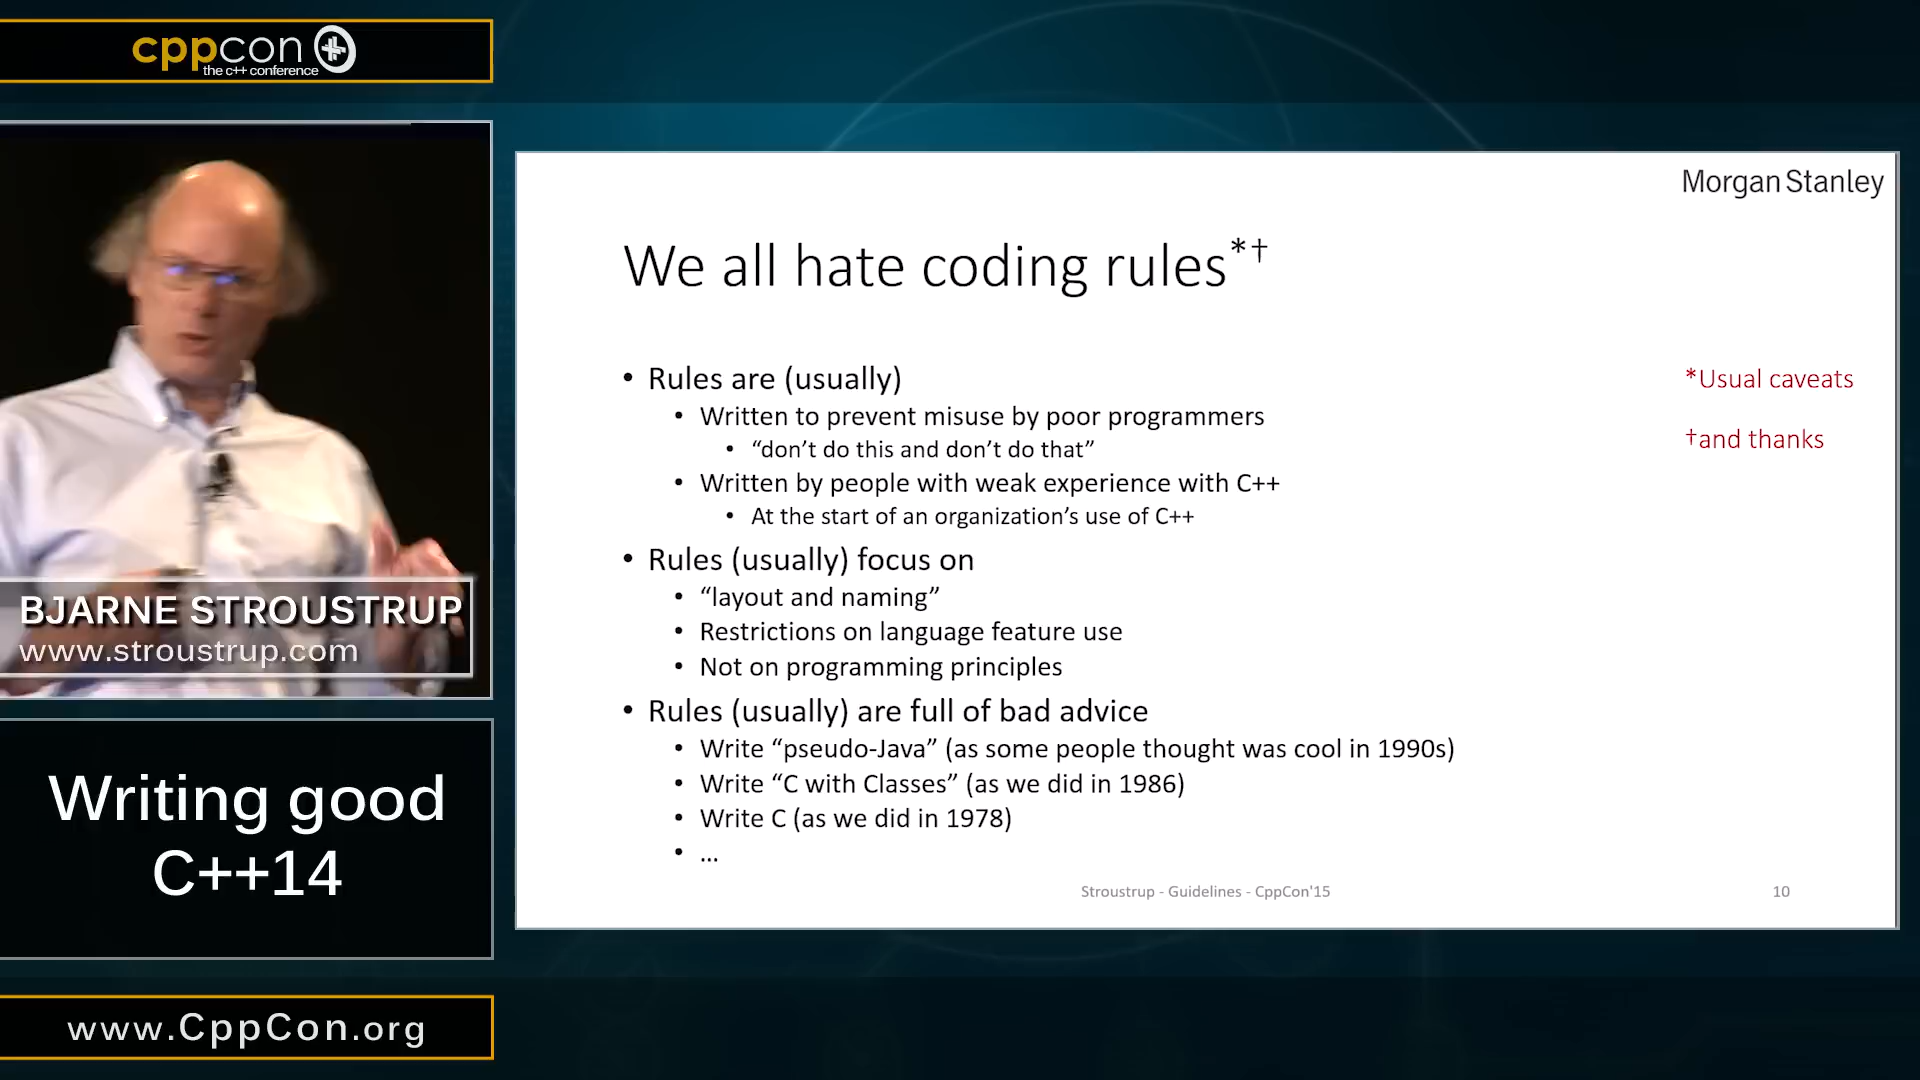 cppcon
the c++ conference
BJARNE STROUSTRUP
www.stroustrup.com
Writing good
C++14
www.CppCon.org
Morgan Stanley
We all hate coding rules*†
• Rules are (usually)
• Written to prevent misuse by poor programmers
• “don’t do this and don’t do that”
• Written by people with weak experience with C++
• At the start of an organization’s use of C++
• Rules (usually) focus on
• “layout and naming”
• Restrictions on language feature use
• Not on programming principles
• Rules (usually) are full of bad advice
• Write “pseudo-Java” (as some people thought was cool in 1990s)
• Write “C with Classes” (as we did in 1986)
• Write C (as we did in 1978)
• …
*Usual caveats
†and thanks
Stroustrup - Guidelines - CppCon'15
10